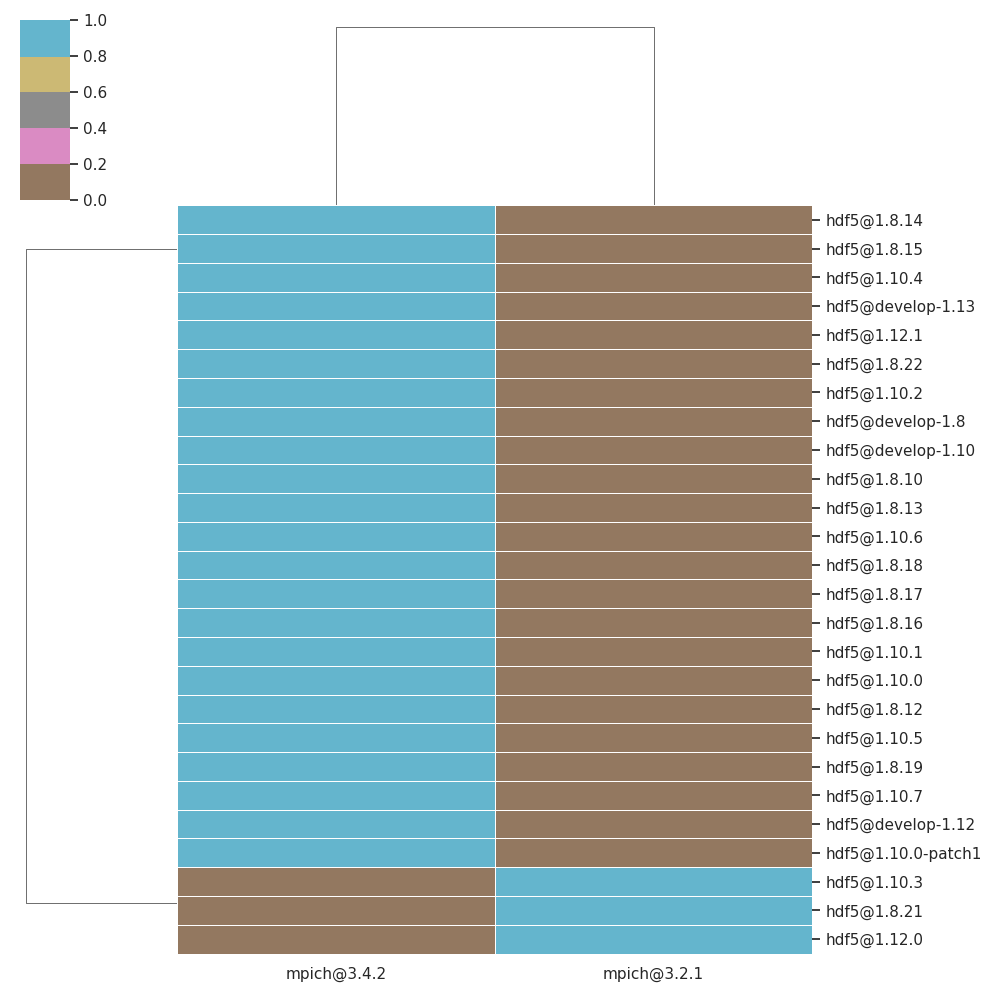 1.0
0.8
0.6
0.4
0.2
0.0
hdf5@1.8.14
hdf5@1.8.15
hdf5@1.10.4
hdf5@develop-1.13
hdf5@1.12.1
hdf5@1.8.22
hdf5@1.10.2
hdf5@develop-1.8
hdf5@develop-1.10
hdf5@1.8.10
hdf5@1.8.13
hdf5@1.10.6
hdf5@1.8.18
hdf5@1.8.17
hdf5@1.8.16
hdf5@1.10.1
hdf5@1.10.0
hdf5@1.8.12
hdf5@1.10.5
hdf5@1.8.19
hdf5@1.10.7
hdf5@develop-1.12
hdf5@1.10.0-patch1
hdf5@1.10.3
hdf5@1.8.21
hdf5@1.12.0
mpich@3.4.2
mpich@3.2.1